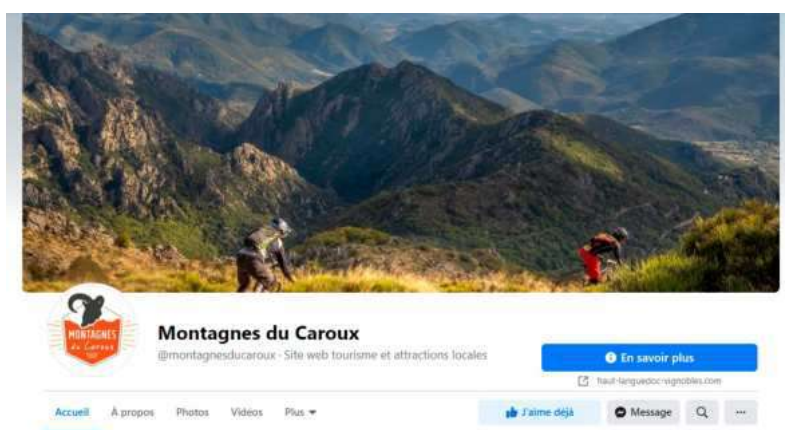 MONTAGNES
du Caroux
Montagnes du Caroux
@montagnesducaroux · Site web tourisme et attractions locales
En savoir plus
haut-languedoc-vignobles.com
Accueil À propos Photos Vidéos Plus
J'aime déjà Message